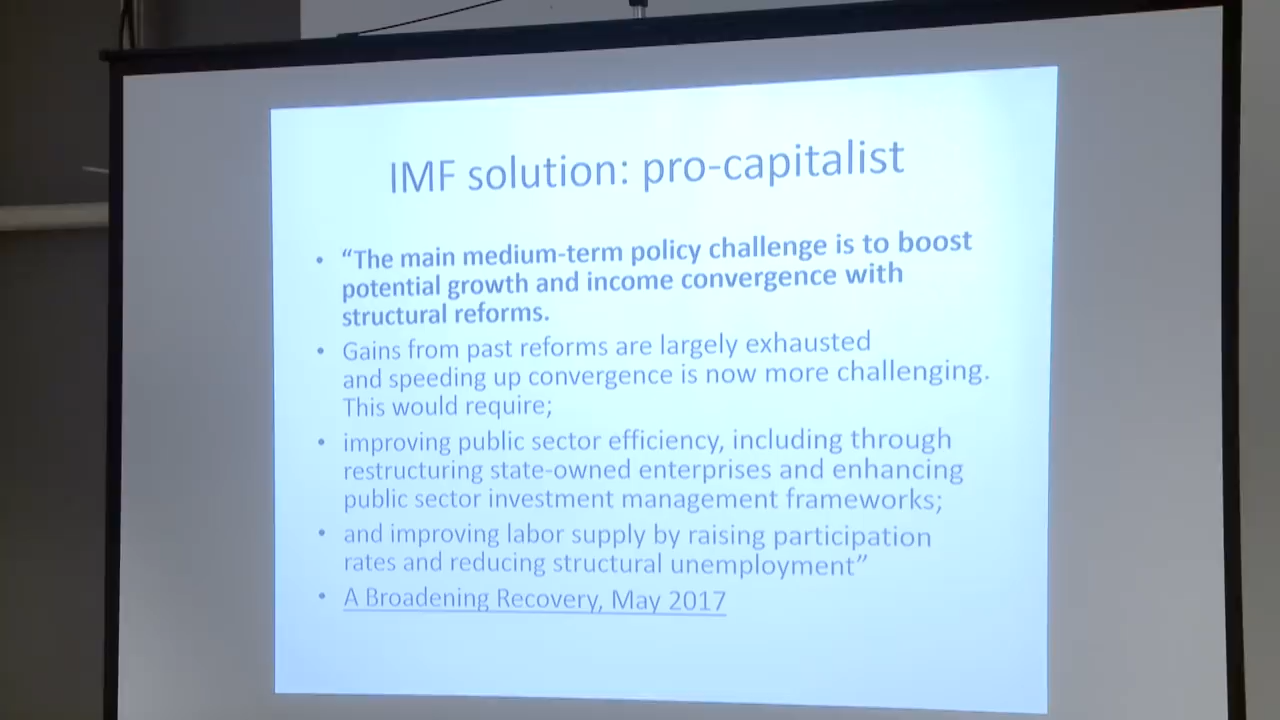 IMF solution: pro-capitalist
• “The main medium-term policy challenge is to boost
potential growth and income convergence with
structural reforms.
• Gains from past reforms are largely exhausted
and speeding up convergence is now more challenging.
This would require;
• improving public sector efficiency, including through
restructuring state-owned enterprises and enhancing
public sector investment management frameworks;
• and improving labor supply by raising participation
rates and reducing structural unemployment”
• A Broadening Recovery, May 2017